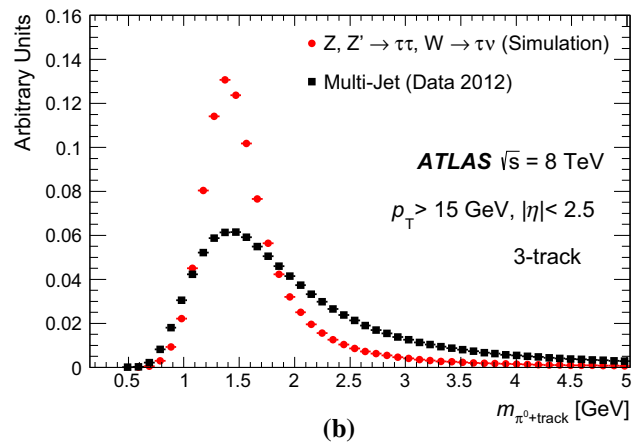 Arbitrary Units
0.16
0.14
0.12
0.1
0.08
0.06
0.04
0.02
0
Z, Z' → ττ, W → τν (Simulation)
Multi-Jet (Data 2012)
ATLAS √s = 8 TeV
p_T > 15 GeV, |η| < 2.5
3-track
0.5 1 1.5 2 2.5 3 3.5 4 4.5 5
m_π⁰+track [GeV]
(b)